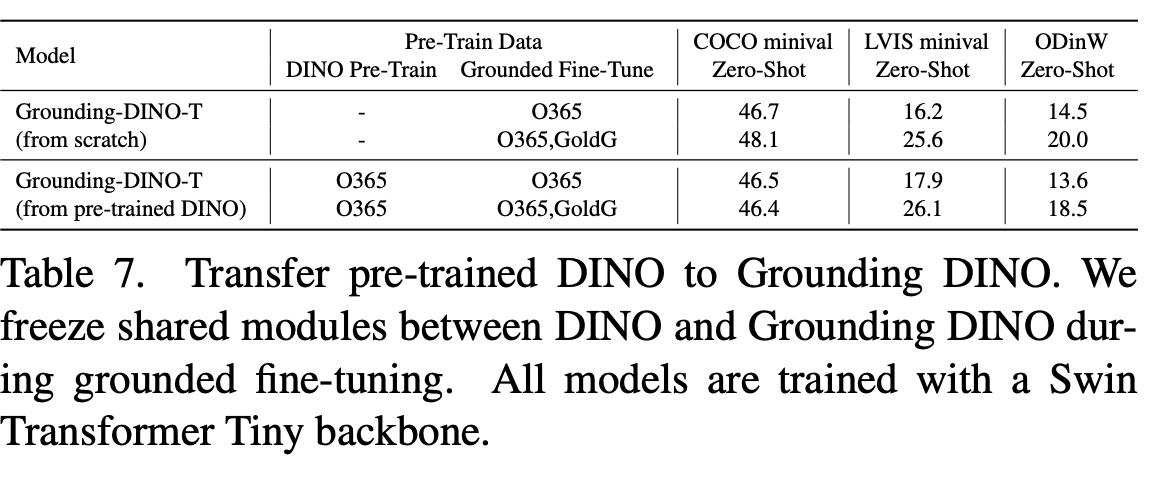 Model Pre-Train Data COCO minival LVIS minival ODinW
DINO Pre-Train Grounded Fine-Tune Zero-Shot Zero-Shot Zero-Shot
Grounding-DINO-T - O365 46.7 16.2 14.5
(from scratch) - O365,GoldG 48.1 25.6 20.0
Grounding-DINO-T O365 O365 46.5 17.9 13.6
(from pre-trained DINO) O365 O365,GoldG 46.4 26.1 18.5
Table 7. Transfer pre-trained DINO to Grounding DINO. We
freeze shared modules between DINO and Grounding DINO dur-
ing grounded fine-tuning. All models are trained with a Swin
Transformer Tiny backbone.